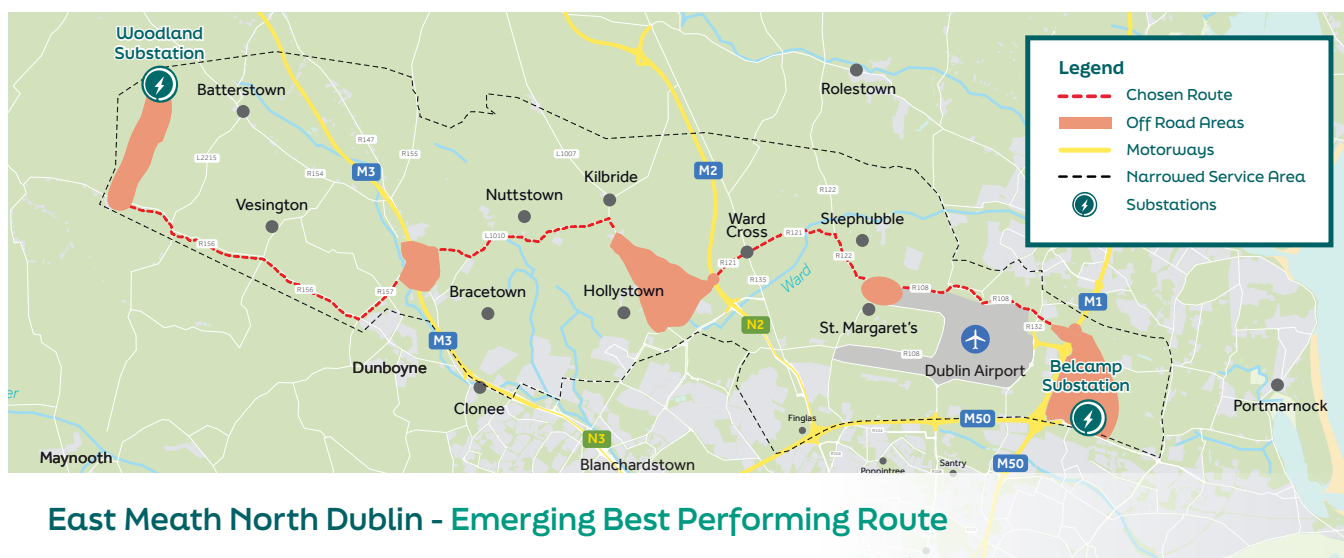 Woodland
Substation
Batterstown
R147
R155
L2215
R154
M3
L1007
Kilbride
M2
Rolestown
Legend
Chosen Route
Off Road Areas
Motorways
Narrowed Service Area
Substations
Vesington
Nuttstown
R122
Ward
Cross
Skephubble
R156
L1010
R121
R121
R122
R156
R157
Bracetown
Hollystown
R135
Ward
R108
R108
M1
St. Margaret's
N2
R132
M3
Dunboyne
R108
Dublin Airport
Belcamp
Substation
Clonee
Portmarnock
Finglas
M50
N3
Blanchardstown
Maynooth
Poppintree
Santry
M50
East Meath North Dublin - Emerging Best Performing Route